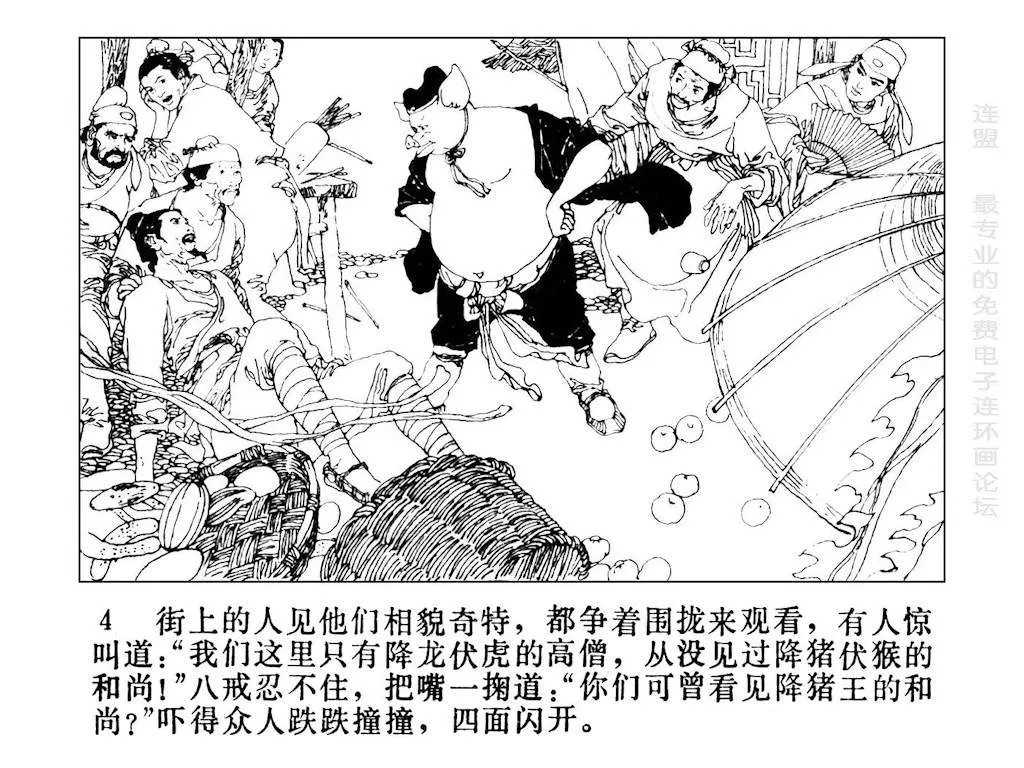 4 街上的人见他们相貌奇特，都争着围拢来观看，有人惊
叫道：“我们这里只有降龙伏虎的高僧，从没见过降猪伏猴的
和尚！”八戒忍不住，把嘴一掬道：“你们可曾看见降猪王的和
尚？”吓得众人跌跌撞撞，四面闪开。
连盟 最专业的免费电子连环画论坛